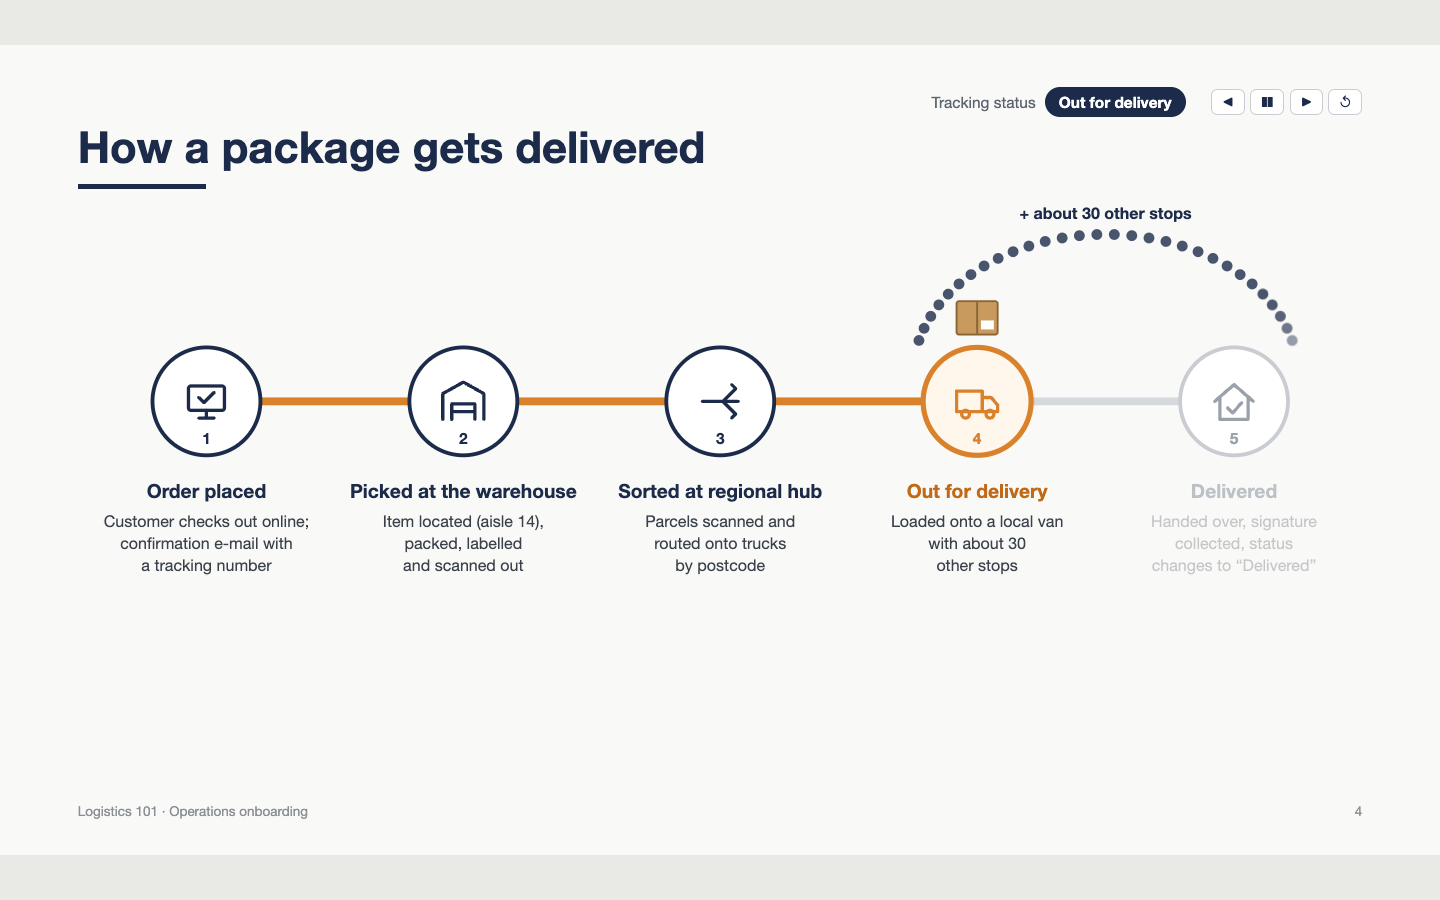 Tracking status
Out for delivery
How a package gets delivered
+ about 30 other stops
1
2
3
4
5
Order placed
Customer checks out online;
confirmation e-mail with
a tracking number
Picked at the warehouse
Item located (aisle 14),
packed, labelled
and scanned out
Sorted at regional hub
Parcels scanned and
routed onto trucks
by postcode
Out for delivery
Loaded onto a local van
with about 30
other stops
Delivered
Handed over, signature
collected, status
changes to “Delivered”
Logistics 101 · Operations onboarding
4